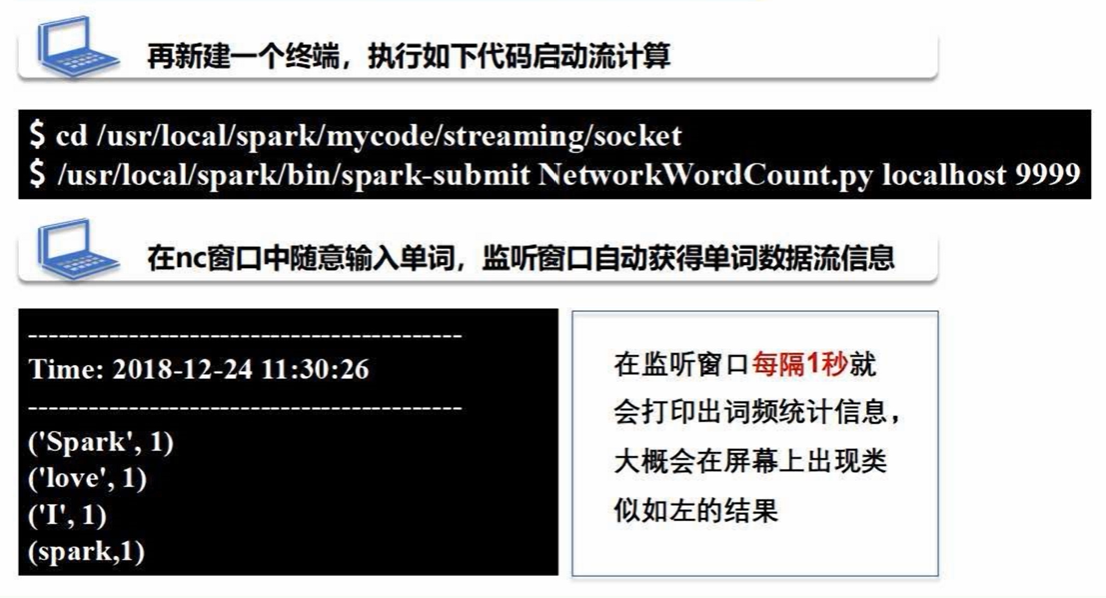 再新建一个终端，执行如下代码启动流计算
$ cd /usr/local/spark/mycode/streaming/socket
$ /usr/local/spark/bin/spark-submit NetworkWordCount.py localhost 9999
在nc窗口中随意输入单词，监听窗口自动获得单词数据流信息
-------------------------------------------
Time: 2018-12-24 11:30:26
-------------------------------------------
('Spark', 1)
('love', 1)
('I', 1)
(spark,1)
在监听窗口每隔1秒就
会打印出词频统计信息，
大概会在屏幕上出现类
似如左的结果